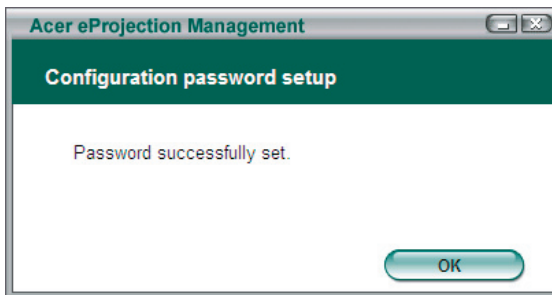 Acer eProjection Management
Configuration password setup
Password successfully set.
OK